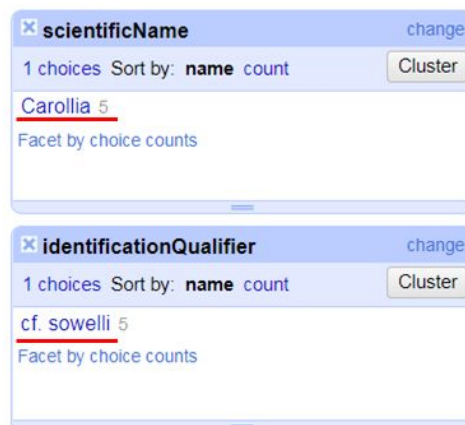 scientificName change
1 choices Sort by: name count Cluster
Carollia 5
Facet by choice counts
identificationQualifier change
1 choices Sort by: name count Cluster
cf. sowelli 5
Facet by choice counts